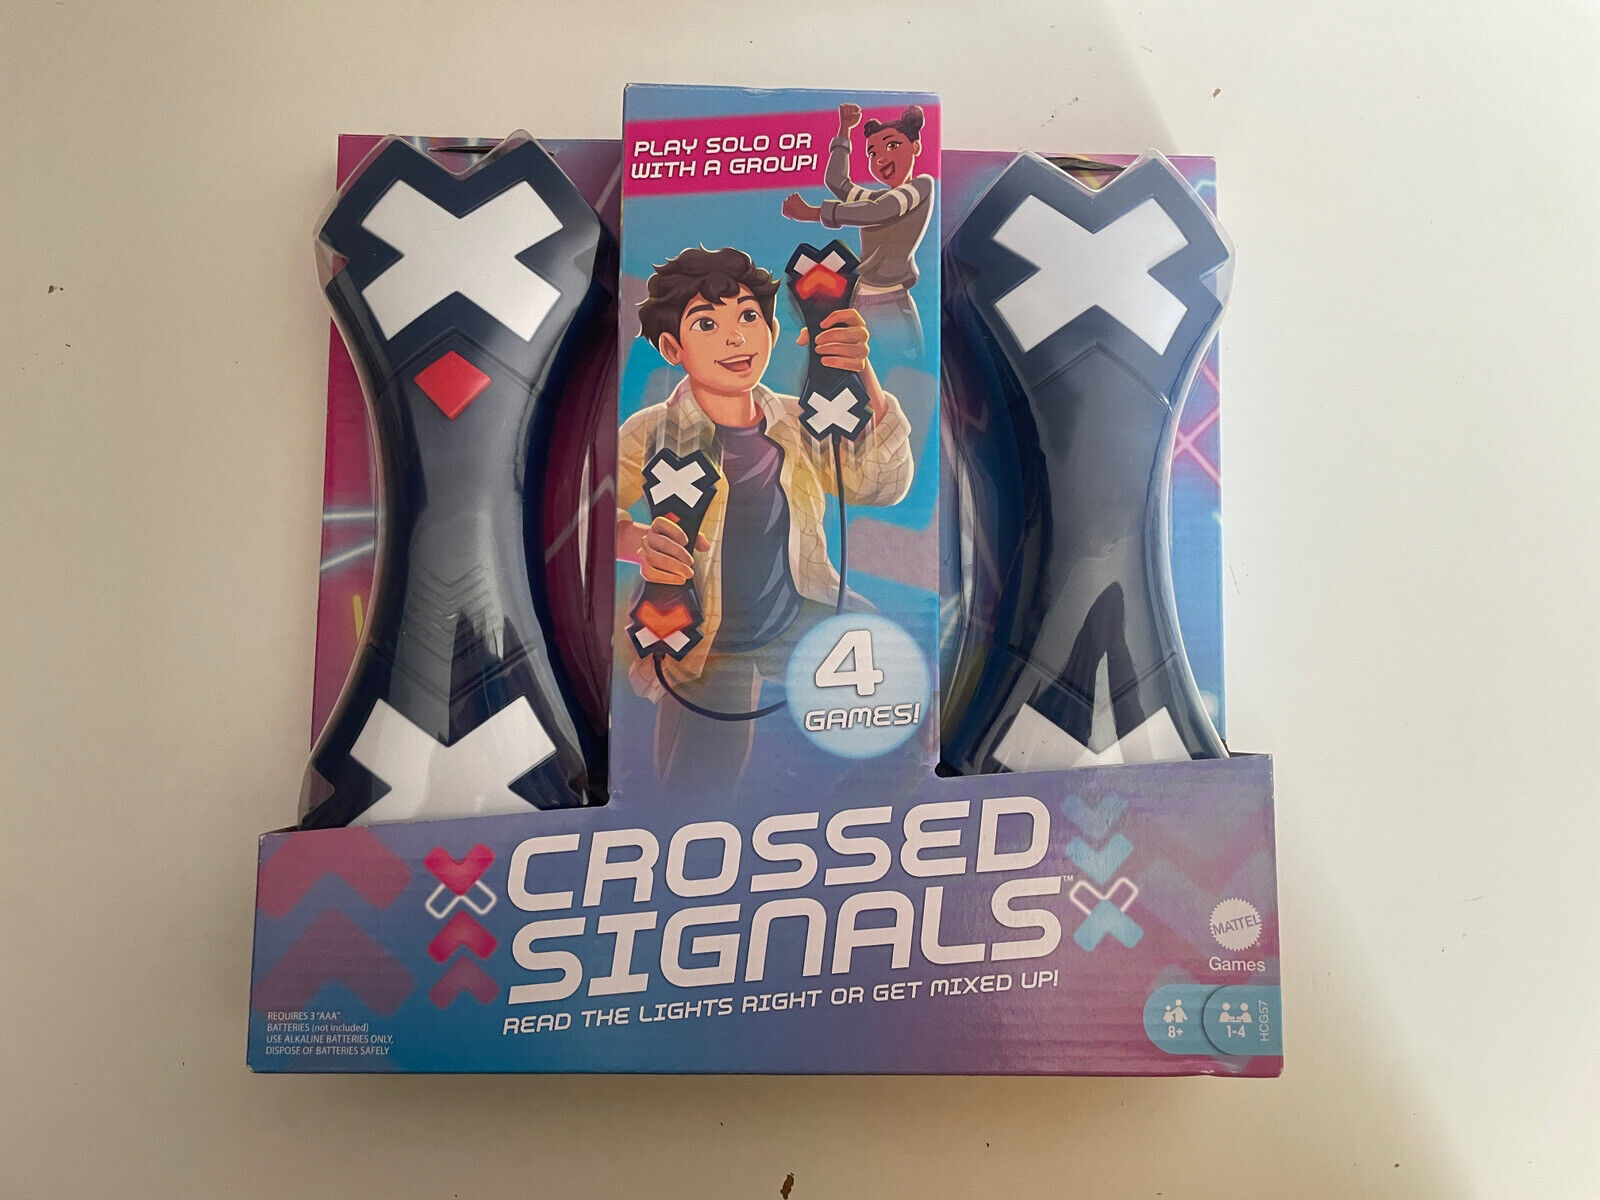 PLAY SOLO OR
WITH A GROUP!
4
GAMES!
CROSSED
SIGNALS™
READ THE LIGHTS RIGHT OR GET MIXED UP!
REQUIRES 3 "AAA"
BATTERIES (not included)
USE ALKALINE BATTERIES ONLY,
DISPOSE OF BATTERIES SAFELY
MATTEL
Games
8+
1-4
HCG57